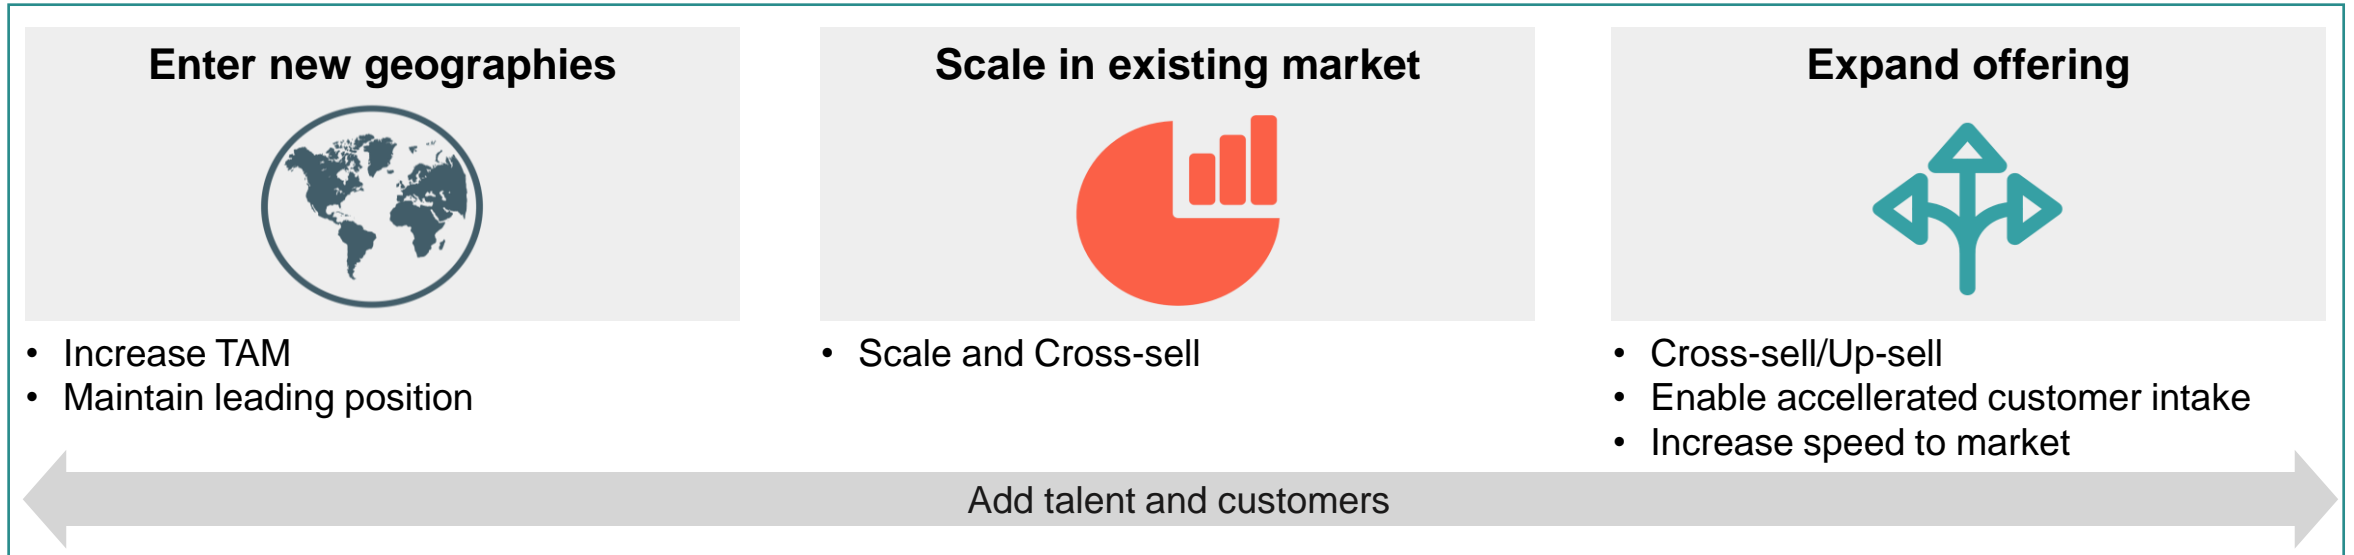 Enter new geographies
• Increase TAM
• Maintain leading position
Scale in existing market
• Scale and Cross-sell
Expand offering
• Cross-sell/Up-sell
• Enable accellerated customer intake
• Increase speed to market
Add talent and customers